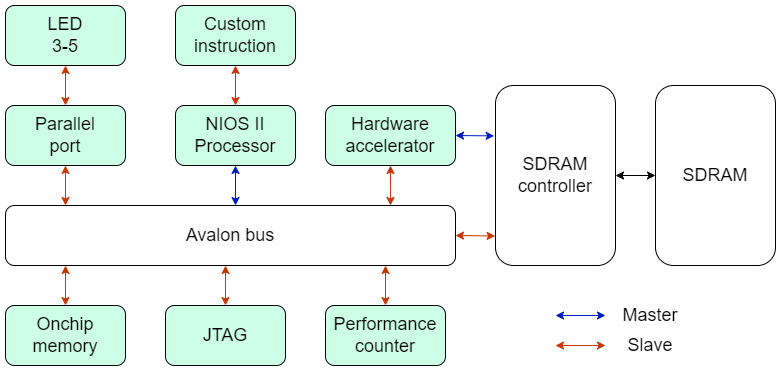 LED
3-5
Custom
instruction
Parallel
port
NIOS II
Processor
Hardware
accelerator
SDRAM
controller
SDRAM
Avalon bus
Onchip
memory
JTAG
Performance
counter
Master
Slave